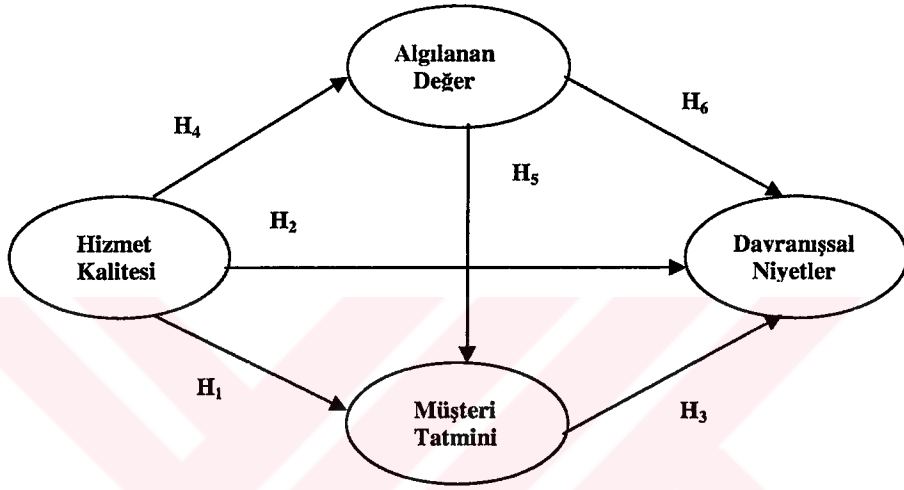 Algılanan
Değer
H₆
H₄
H₅
H₂
Hizmet
Kalitesi
Davranışsal
Niyetler
H₁
Müşteri
Tatmini
H₃